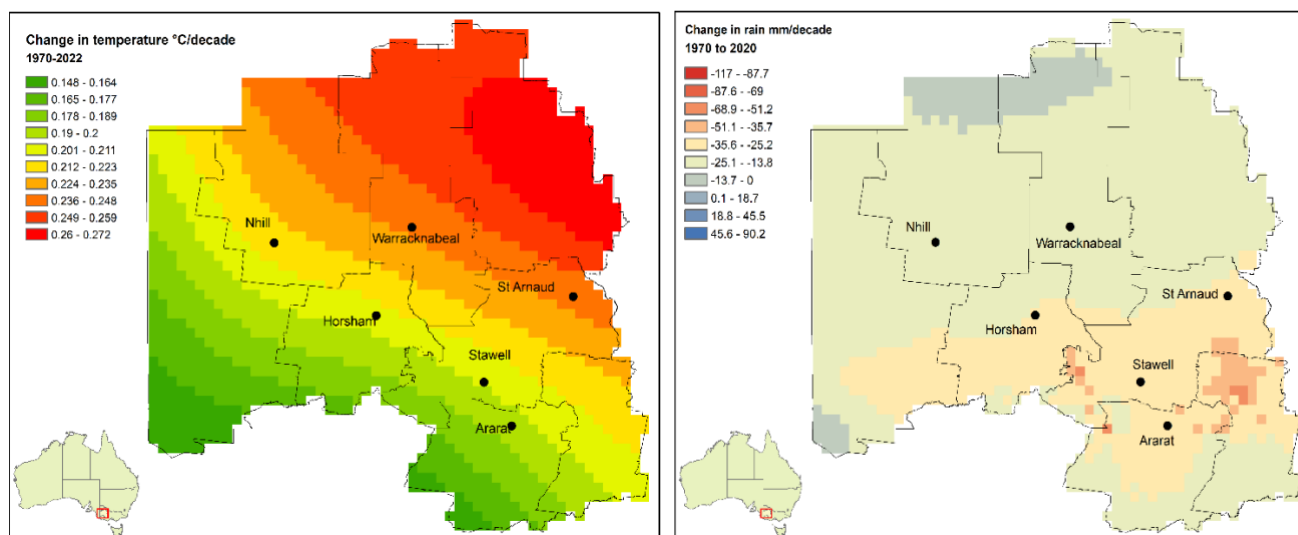 Change in temperature °C/decade
1970-2022
0.148 - 0.164
0.165 - 0.177
0.178 - 0.189
0.19 - 0.2
0.201 - 0.211
0.212 - 0.223
0.224 - 0.235
0.236 - 0.248
0.249 - 0.259
0.26 - 0.272
Nhill
Warracknabeal
St Arnaud
Horsham
Stawell
Ararat
Change in rain mm/decade
1970 to 2020
-117 - -87.7
-87.6 - -69
-68.9 - -51.2
-51.1 - -35.7
-35.6 - -25.2
-25.1 - -13.8
-13.7 - 0
0.1 - 18.7
18.8 - 45.5
45.6 - 90.2
Nhill
Warracknabeal
St Arnaud
Horsham
Stawell
Ararat